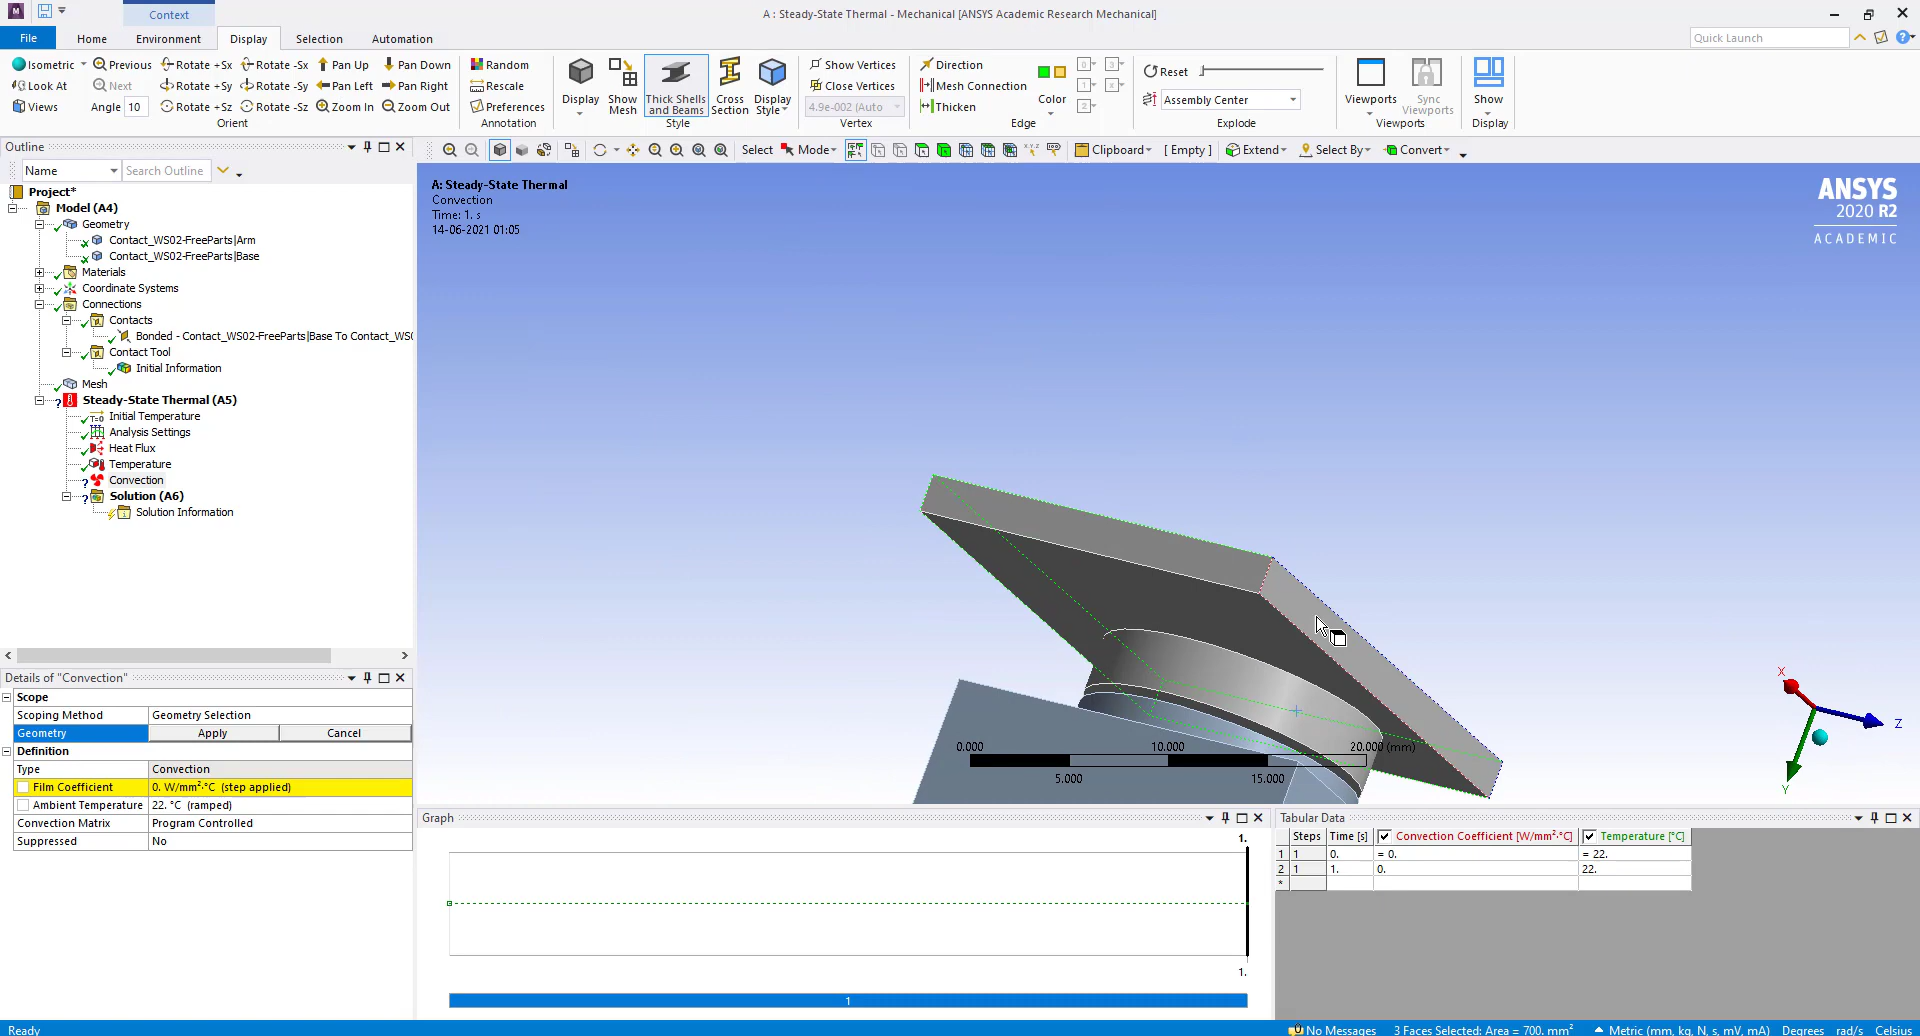 Context
A : Steady-State Thermal - Mechanical [ANSYS Academic Research Mechanical]
File Home Environment Display Selection Automation Quick Launch
Isometric Previous Rotate +Sx Rotate -Sx Pan Up Pan Down
Look At Next Rotate +Sy Rotate -Sy Pan Left Pan Right
Views Angle 10 Rotate +Sz Rotate -Sz Zoom In Zoom Out
Orient
Random
Rescale
Preferences
Annotation
Display Show Mesh Thick Shells and Beams Cross Section Display Style
Style
Show Vertices
Close Vertices
4.9e-002 (Auto
Vertex
Direction
Mesh Connection
Thicken
Color
0 3
1 x
2
Edge
Reset
Assembly Center
Explode
Viewports Sync Viewports
Viewports
Show
Display
Outline
Name Search Outline
Select Mode Clipboard [ Empty ] Extend Select By Convert
Project*
Model (A4)
Geometry
Contact_WS02-FreeParts|Arm
Contact_WS02-FreeParts|Base
Materials
Coordinate Systems
Connections
Contacts
Bonded - Contact_WS02-FreeParts|Base To Contact_WS0
Contact Tool
Initial Information
Mesh
Steady-State Thermal (A5)
Initial Temperature
Analysis Settings
Heat Flux
Temperature
Convection
Solution (A6)
Solution Information
A: Steady-State Thermal
Convection
Time: 1. s
14-06-2021 01:05
ANSYS
2020 R2
ACADEMIC
0.000 10.000 20.000 (mm)
5.000 15.000
X
Z
Y
Details of "Convection"
Scope
Scoping Method Geometry Selection
Geometry Apply Cancel
Definition
Type Convection
Film Coefficient 0. W/mm²·°C (step applied)
Ambient Temperature 22. °C (ramped)
Convection Matrix Program Controlled
Suppressed No
Graph
1.
1.
1
Tabular Data
Steps Time [s] Convection Coefficient [W/mm²·°C] Temperature [°C]
1 1 0. = 0. = 22.
2 1 1. 0. 22.
*
Ready No Messages 3 Faces Selected: Area = 700. mm² Metric (mm, kg, N, s, mV, mA) Degrees rad/s Celsius